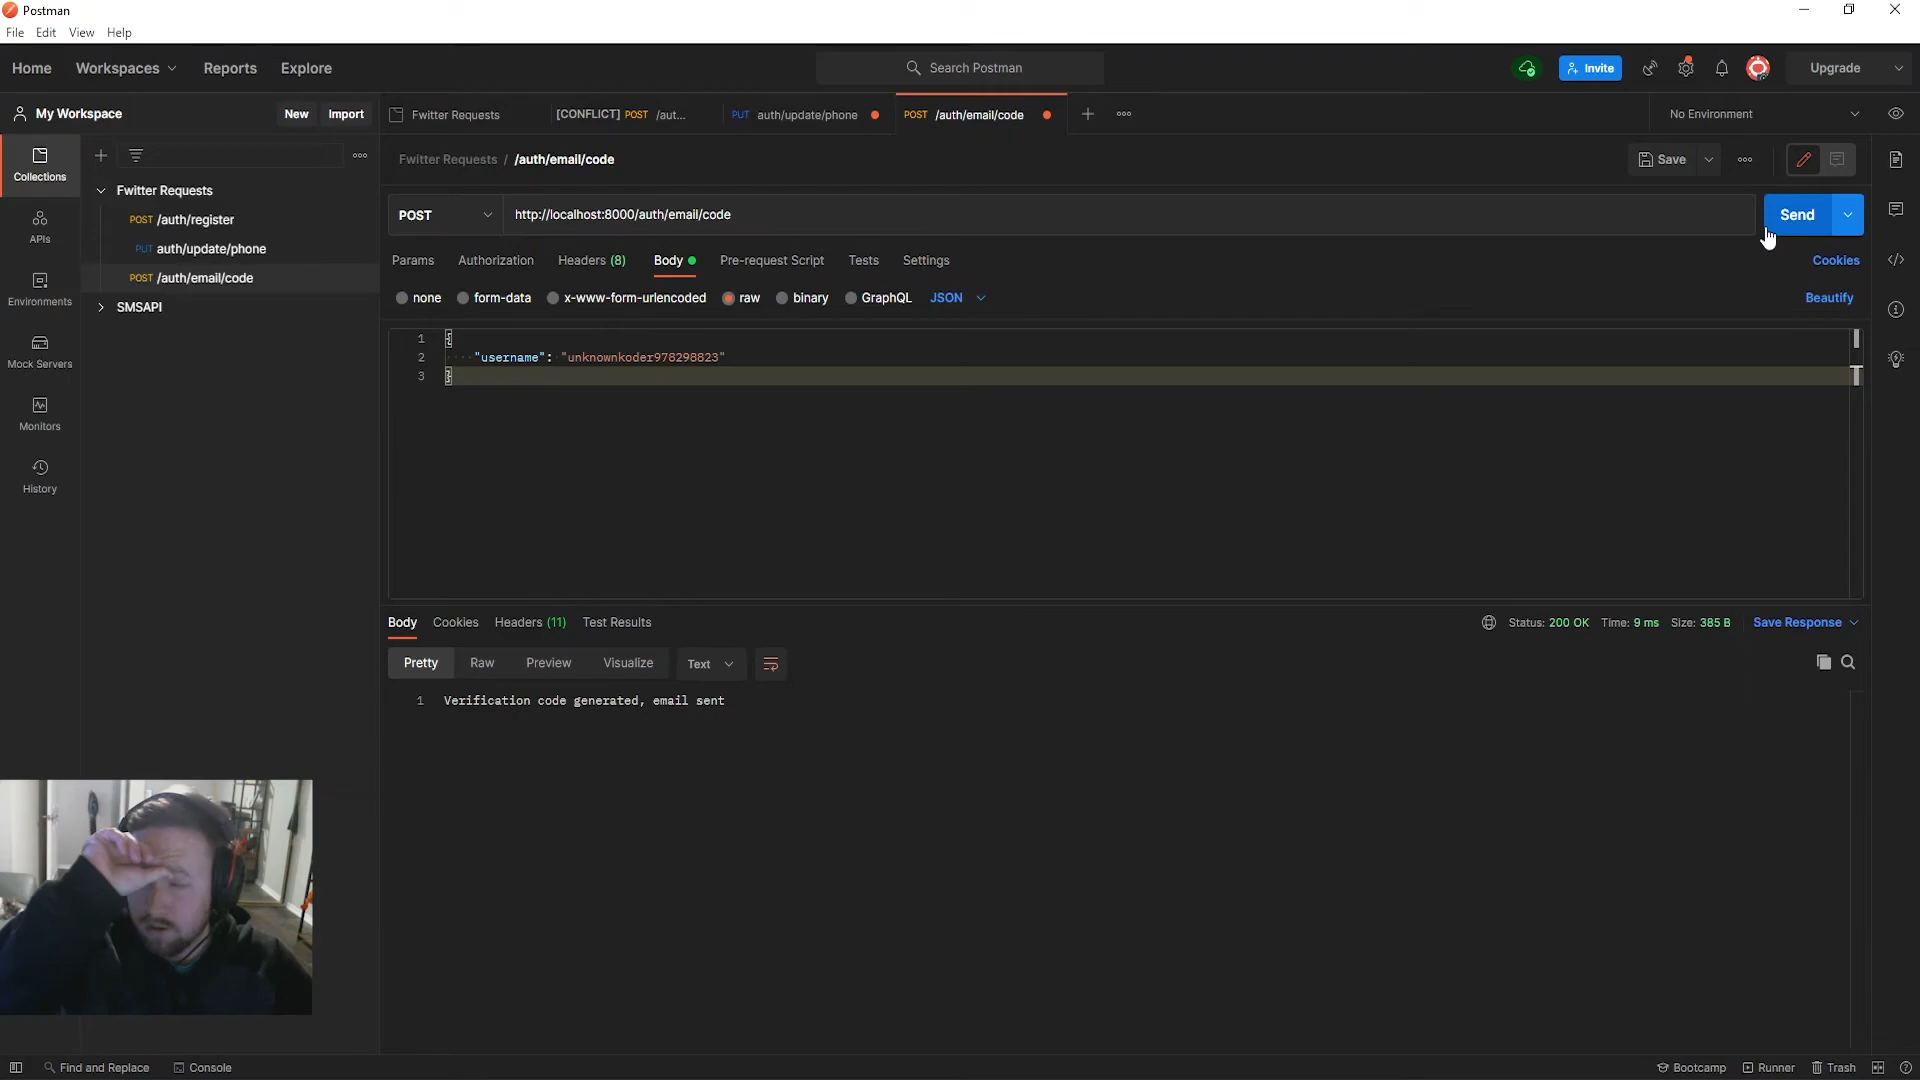 Postman
File Edit View Help
Home Workspaces Reports Explore
Search Postman
Invite
Upgrade
My Workspace
New Import
Fwitter Requests
[CONFLICT] POST /aut...
PUT auth/update/phone
POST /auth/email/code
No Environment
Collections
APIs
Environments
Mock Servers
Monitors
History
Fwitter Requests
POST /auth/register
PUT auth/update/phone
POST /auth/email/code
SMSAPI
Fwitter Requests / /auth/email/code
Save
POST http://localhost:8000/auth/email/code
Send
Params Authorization Headers (8) Body Pre-request Script Tests Settings
Cookies
none form-data x-www-form-urlencoded raw binary GraphQL JSON
Beautify
1 {
2 "username": "unknownkoder978298823"
3 }
Body Cookies Headers (11) Test Results
Status: 200 OK Time: 9 ms Size: 385 B Save Response
Pretty Raw Preview Visualize Text
1 Verification code generated, email sent
Find and Replace Console
Bootcamp Runner Trash